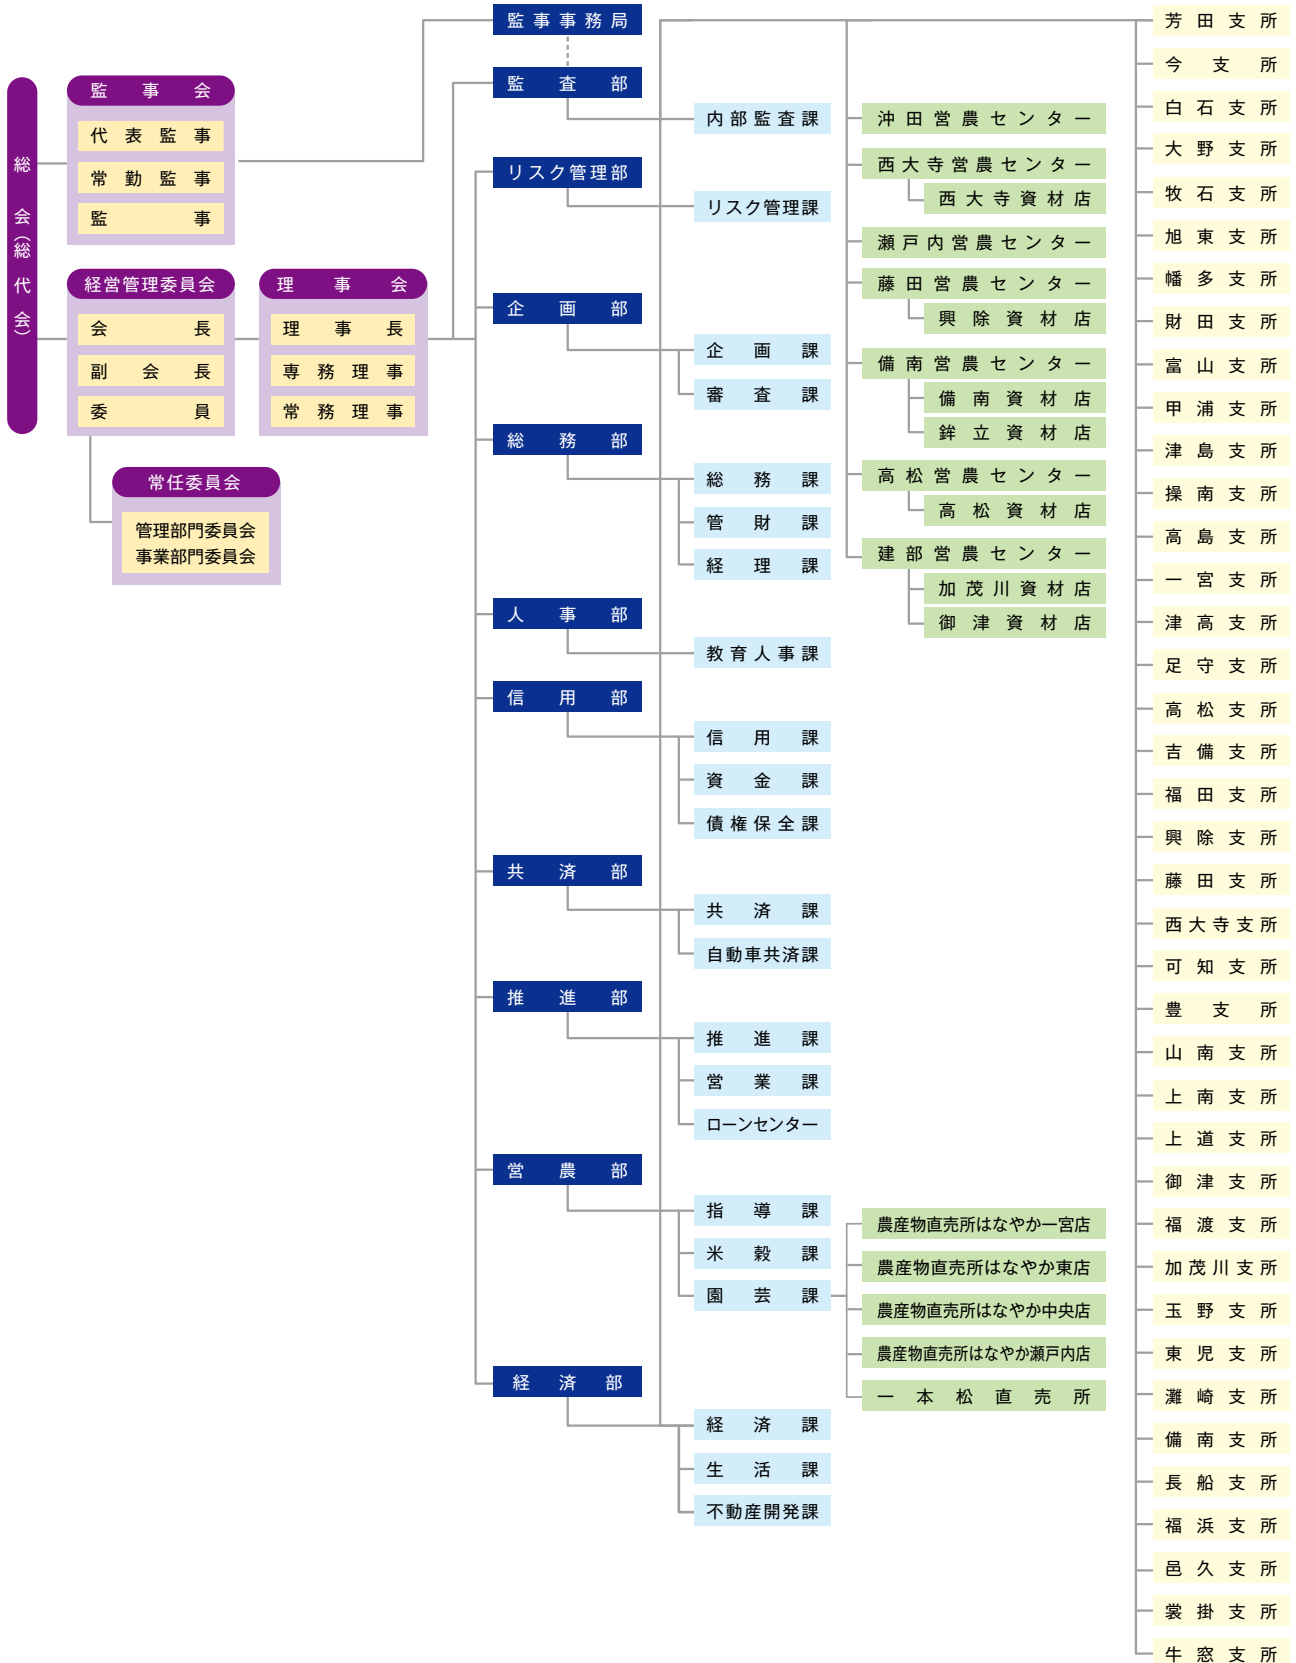 総会(総代会)
監事会
代表監事
常勤監事
監事
経営管理委員会
会長
副会長
委員
常任委員会
管理部門委員会
事業部門委員会
理事会
理事長
専務理事
常務理事
監事事務局
監査部
内部監査課
リスク管理部
リスク管理課
企画部
企画課
審査課
総務部
総務課
管財課
経理課
人事部
教育人事課
信用部
信用課
資金課
債権保全課
共済部
共済課
自動車共済課
推進部
推進課
営業課
ローンセンター
営農部
指導課
米穀課
園芸課
農産物直売所はなやか一宮店
農産物直売所はなやか東店
農産物直売所はなやか中央店
農産物直売所はなやか瀬戸内店
一本松直売所
経済部
経済課
生活課
不動産開発課
沖田営農センター
西大寺営農センター
西大寺資材店
瀬戸内営農センター
藤田営農センター
興除資材店
備南営農センター
備南資材店
鉾立資材店
高松営農センター
高松資材店
建部営農センター
加茂川資材店
御津資材店
芳田支所
今支所
白石支所
大野支所
牧石支所
旭東支所
幡多支所
財田支所
富山支所
甲浦支所
津島支所
操南支所
高島支所
一宮支所
津高支所
足守支所
高松支所
吉備支所
福田支所
興除支所
藤田支所
西大寺支所
可知支所
豊支所
山南支所
上南支所
上道支所
御津支所
福渡支所
加茂川支所
玉野支所
東児支所
灘崎支所
備南支所
長船支所
福浜支所
邑久支所
裳掛支所
牛窓支所